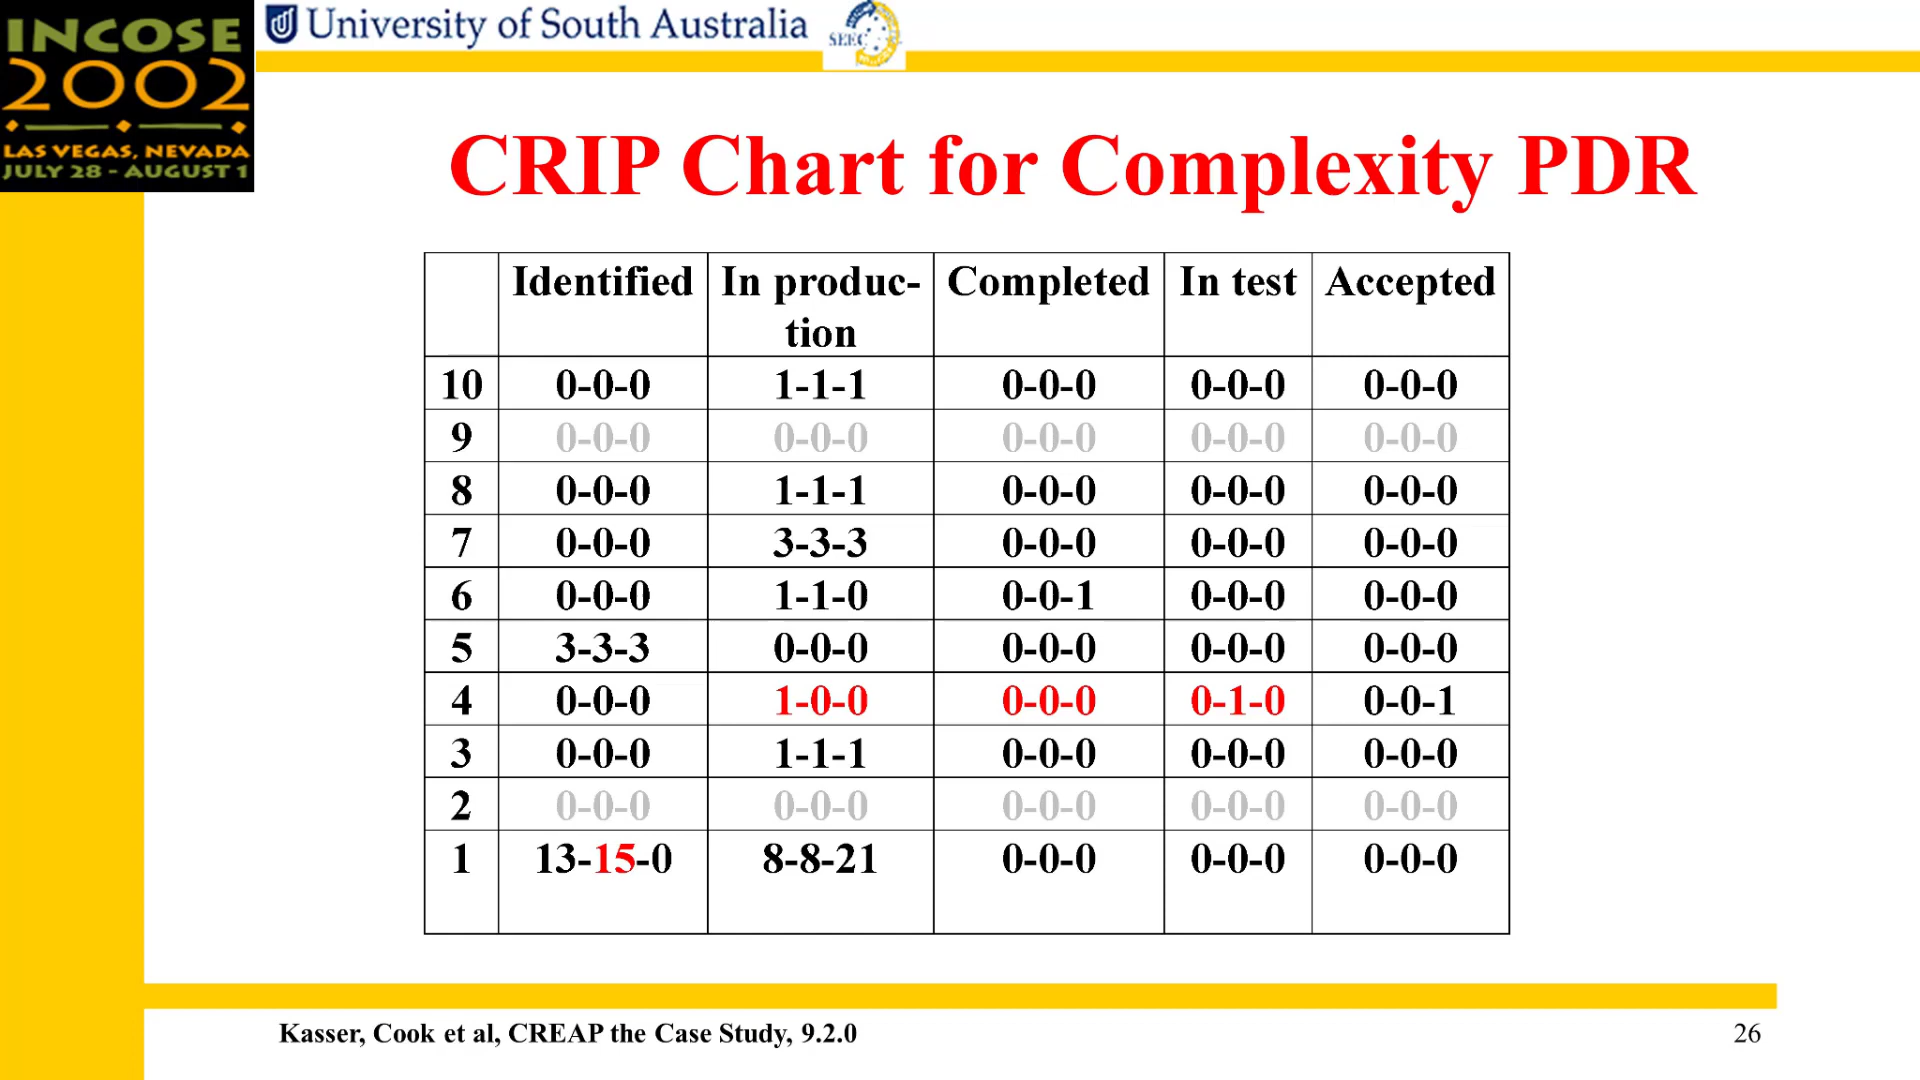 INCOSE
2002
LAS VEGAS, NEVADA
JULY 28 - AUGUST 1
University of South Australia
SEEC
CRIP Chart for Complexity PDR
Identified In produc-tion Completed In test Accepted
10 0-0-0 1-1-1 0-0-0 0-0-0 0-0-0
9 0-0-0 0-0-0 0-0-0 0-0-0 0-0-0
8 0-0-0 1-1-1 0-0-0 0-0-0 0-0-0
7 0-0-0 3-3-3 0-0-0 0-0-0 0-0-0
6 0-0-0 1-1-0 0-0-1 0-0-0 0-0-0
5 3-3-3 0-0-0 0-0-0 0-0-0 0-0-0
4 0-0-0 1-0-0 0-0-0 0-1-0 0-0-1
3 0-0-0 1-1-1 0-0-0 0-0-0 0-0-0
2 0-0-0 0-0-0 0-0-0 0-0-0 0-0-0
1 13-15-0 8-8-21 0-0-0 0-0-0 0-0-0
Kasser, Cook et al, CREAP the Case Study, 9.2.0
26